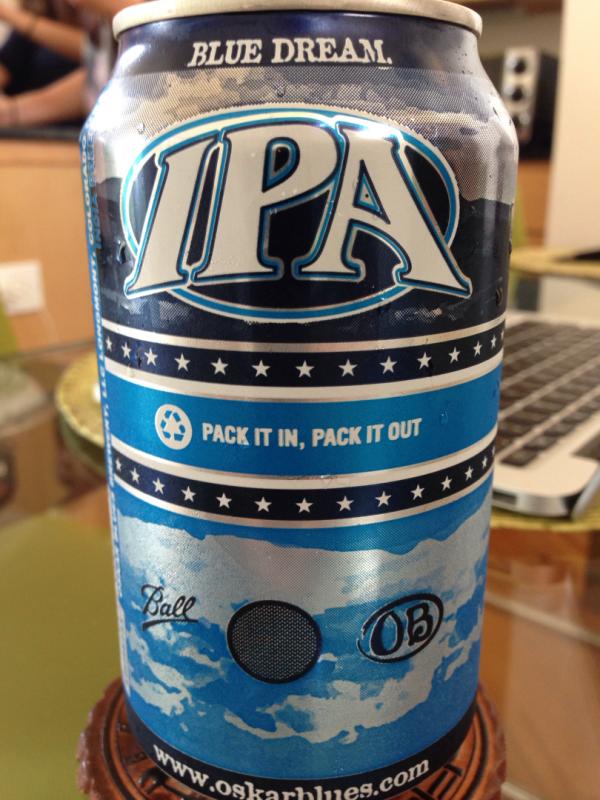 BLUE DREAM.
IPA
PACK IT IN, PACK IT OUT
Ball
OB
www.oskarblues.com